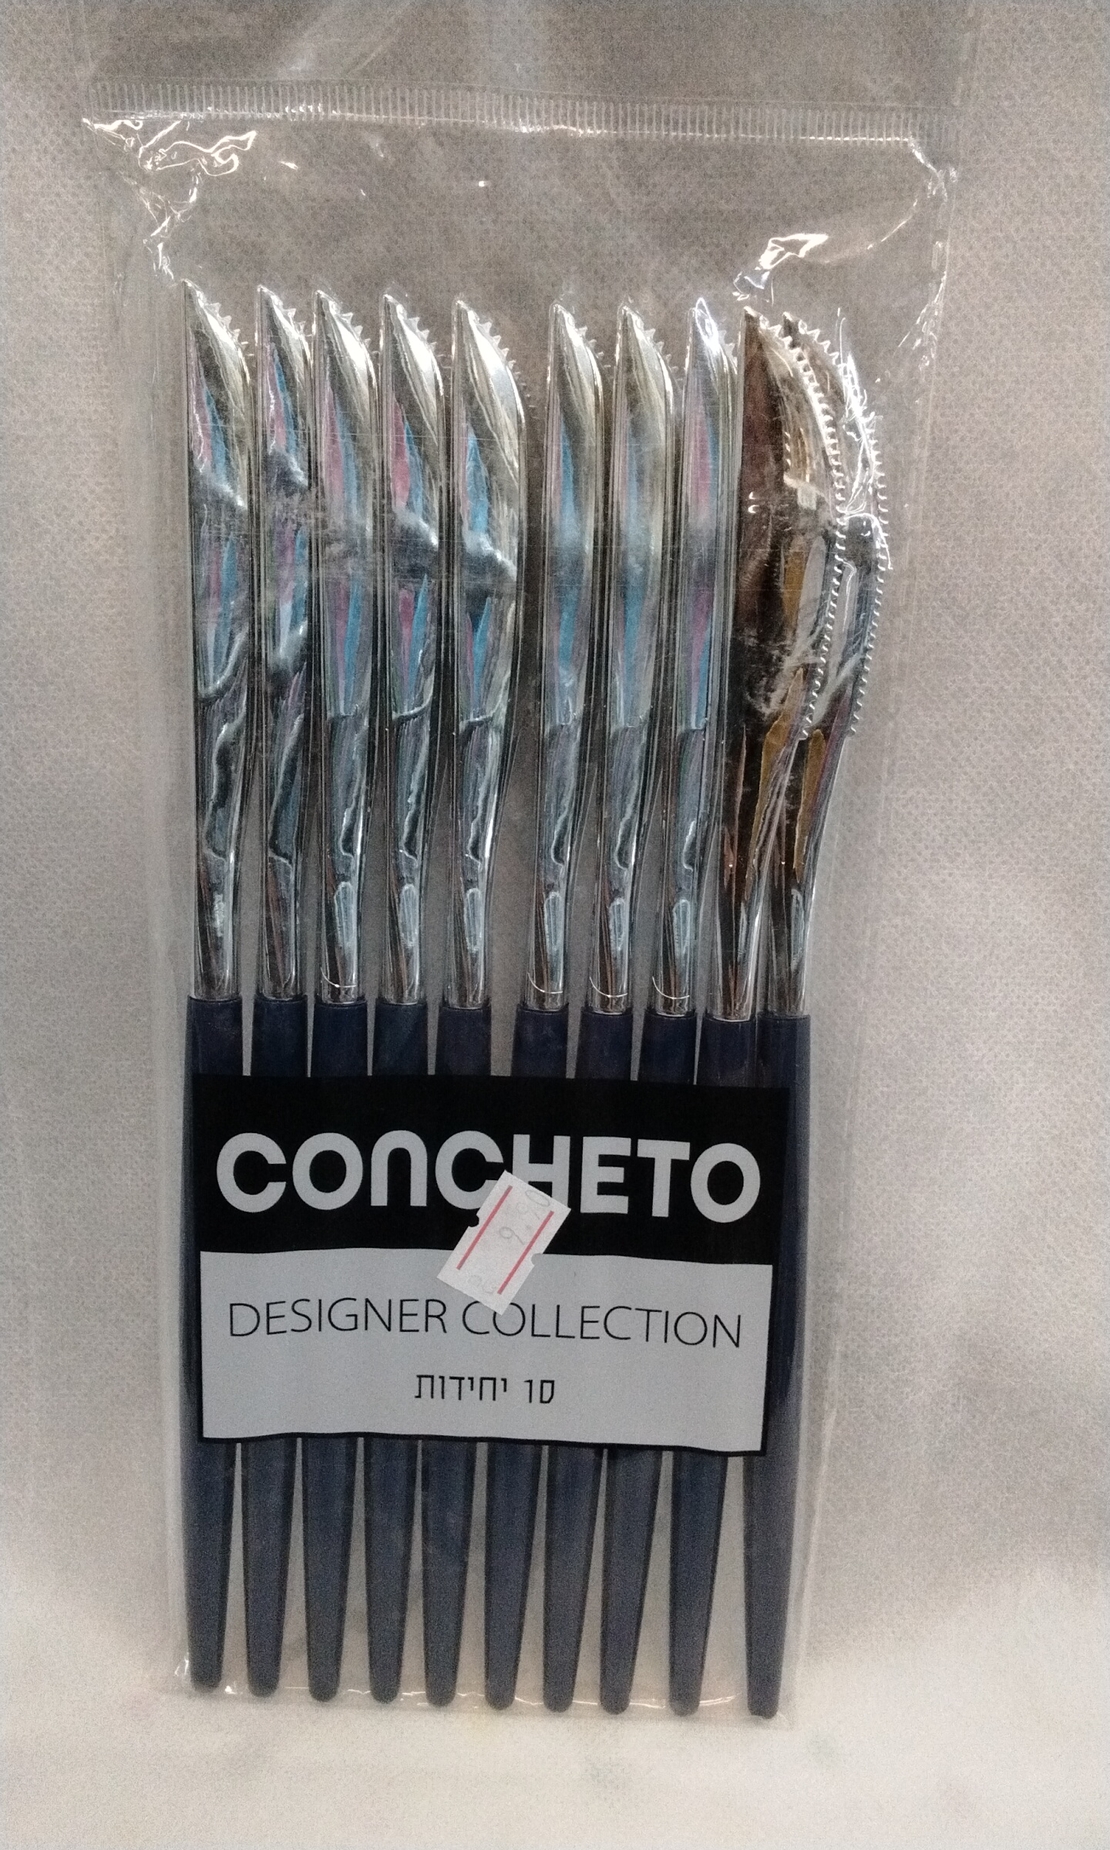 CONCHETO
DESIGNER COLLECTION
10 יחידות